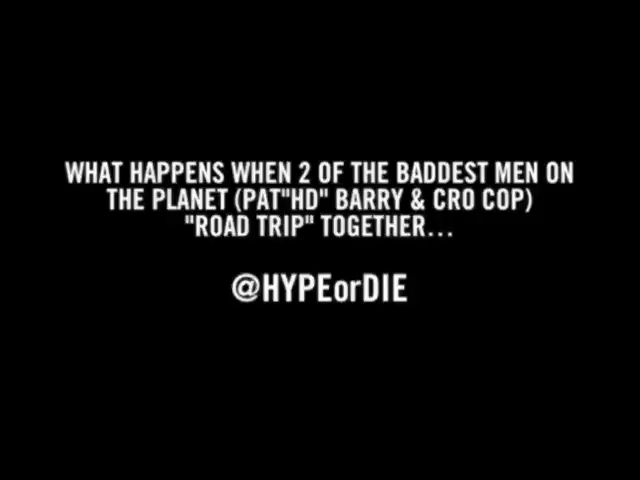 WHAT HAPPENS WHEN 2 OF THE BADDEST MEN ON
THE PLANET (PAT"HD" BARRY & CRO COP)
"ROAD TRIP" TOGETHER...
@HYPEorDIE